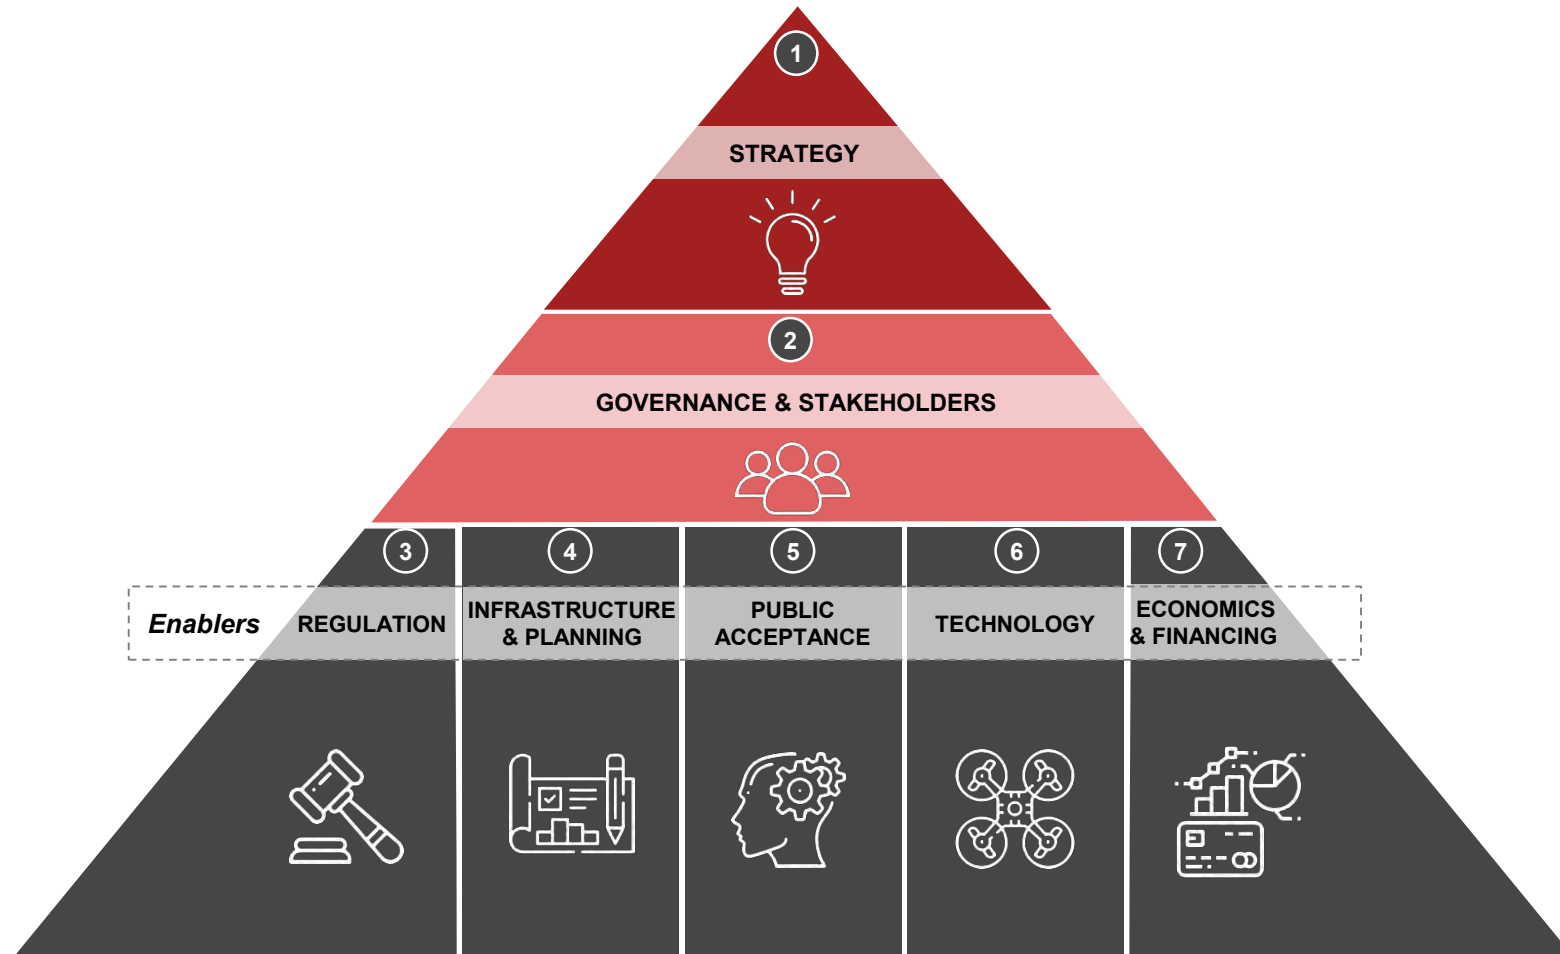 1
STRATEGY
2
GOVERNANCE & STAKEHOLDERS
3
4
5
6
7
Enablers
REGULATION
INFRASTRUCTURE
& PLANNING
PUBLIC
ACCEPTANCE
TECHNOLOGY
ECONOMICS
& FINANCING